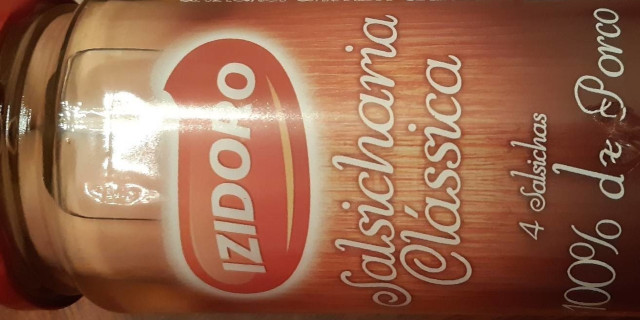 IZIDORO
Salsicharia
Clássica
4 Salsichas
100% de Porco